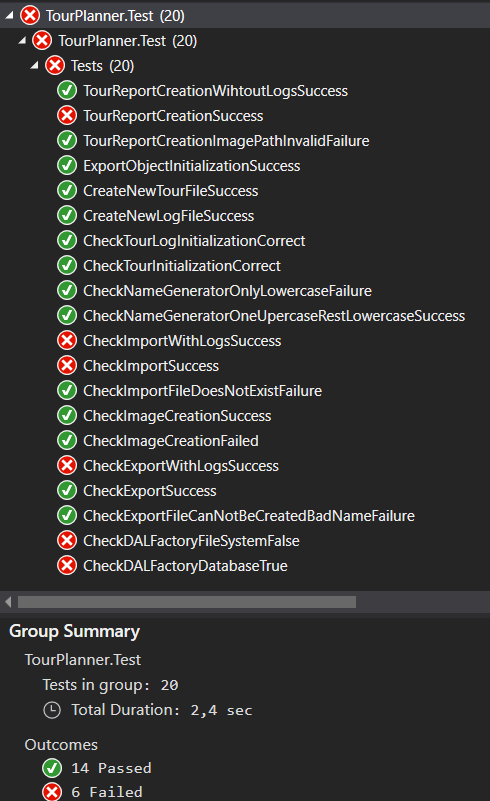 TourPlanner.Test (20)
TourPlanner.Test (20)
Tests (20)
TourReportCreationWihtoutLogsSuccess
TourReportCreationSuccess
TourReportCreationImagePathInvalidFailure
ExportObjectInitializationSuccess
CreateNewTourFileSuccess
CreateNewLogFileSuccess
CheckTourLogInitializationCorrect
CheckTourInitializationCorrect
CheckNameGeneratorOnlyLowercaseFailure
CheckNameGeneratorOneUpercaseRestLowercaseSuccess
CheckImportWithLogsSuccess
CheckImportSuccess
CheckImportFileDoesNotExistFailure
CheckImageCreationSuccess
CheckImageCreationFailed
CheckExportWithLogsSuccess
CheckExportSuccess
CheckExportFileCanNotBeCreatedBadNameFailure
CheckDALFactoryFileSystemFalse
CheckDALFactoryDatabaseTrue
Group Summary
TourPlanner.Test
Tests in group: 20
Total Duration: 2,4 sec
Outcomes
14 Passed
6 Failed